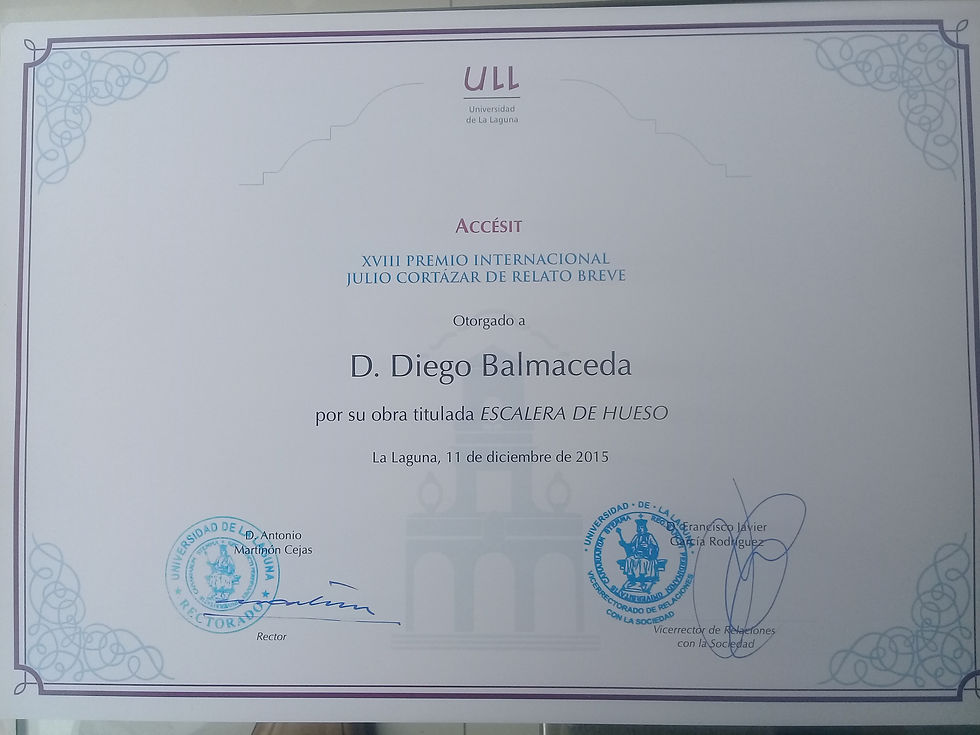 ULL
Universidad
de La Laguna
ACCÉSIT
XVIII PREMIO INTERNACIONAL
JULIO CORTÁZAR DE RELATO BREVE
Otorgado a
D. Diego Balmaceda
por su obra titulada ESCALERA DE HUESO
La Laguna, 11 de diciembre de 2015
UNIVERSIDAD DE LA LAGUNA
RECTORADO
D. Antonio
Martinón Cejas
Rector
UNIVERSIDAD · DE · LA LAGUNA
VICERRECTORADO DE RELACIONES
CON LA SOCIEDAD
D. Francisco Javier
García Rodríguez
Vicerrector de Relaciones
con la Sociedad